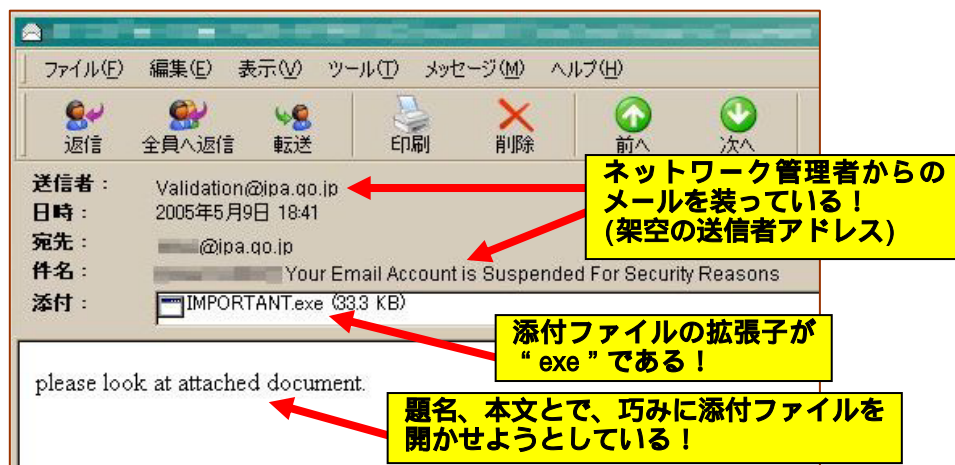 ファイル(F) 編集(E) 表示(V) ツール(T) メッセージ(M) ヘルプ(H)
返信 全員へ返信 転送 印刷 削除 前へ 次へ
送信者： Validation@ipa.go.jp
日時： 2005年5月9日 18:41
宛先： @ipa.go.jp
件名： Your Email Account is Suspended For Security Reasons
添付： IMPORTANT.exe (33.3 KB)
ネットワーク管理者からの
メールを装っている！
(架空の送信者アドレス)
添付ファイルの拡張子が
“exe”である！
please look at attached document.
題名、本文とで、巧みに添付ファイルを
開かせようとしている！